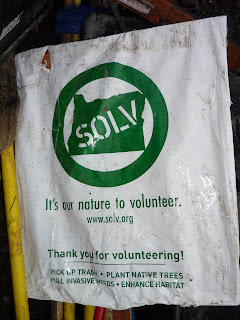 SOLV
It's our nature to volunteer.
www.solv.org
Thank you for volunteering!
PICK UP TRASH • PLANT NATIVE TREES
PULL INVASIVE WEEDS • ENHANCE HABITAT